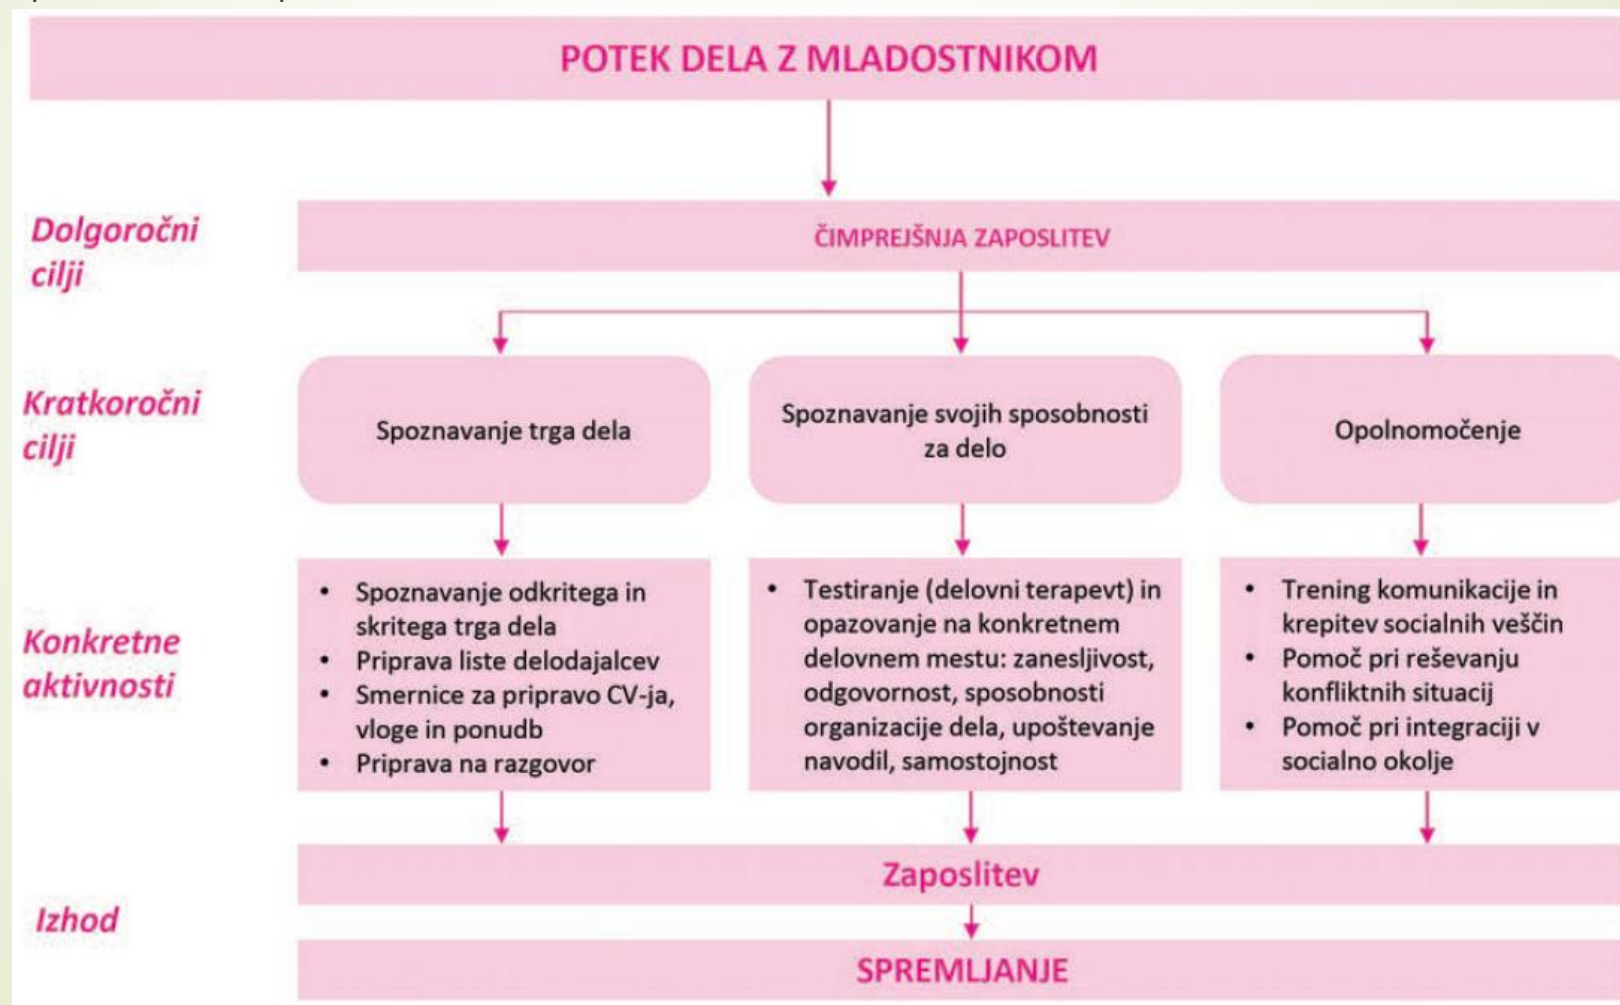 POTEK DELA Z MLADOSTNIKOM
Dolgoročni
cilji
ČIMPREJŠNJA ZAPOSLITEV
Kratkoročni
cilji
Spoznavanje trga dela
Spoznavanje svojih sposobnosti
za delo
Opolnomočenje
Konkretne
aktivnosti
• Spoznavanje odkritega in
skritega trga dela
• Priprava liste delodajalcev
• Smernice za pripravo CV-ja,
vloge in ponudb
• Priprava na razgovor
• Testiranje (delovni terapevt) in
opazovanje na konkretnem
delovnem mestu: zanesljivost,
odgovornost, sposobnosti
organizacije dela, upoštevanje
navodil, samostojnost
• Trening komunikacije in
krepitev socialnih veščin
• Pomoč pri reševanju
konfliktnih situacij
• Pomoč pri integraciji v
socialno okolje
Izhod
Zaposlitev
SPREMLJANJE